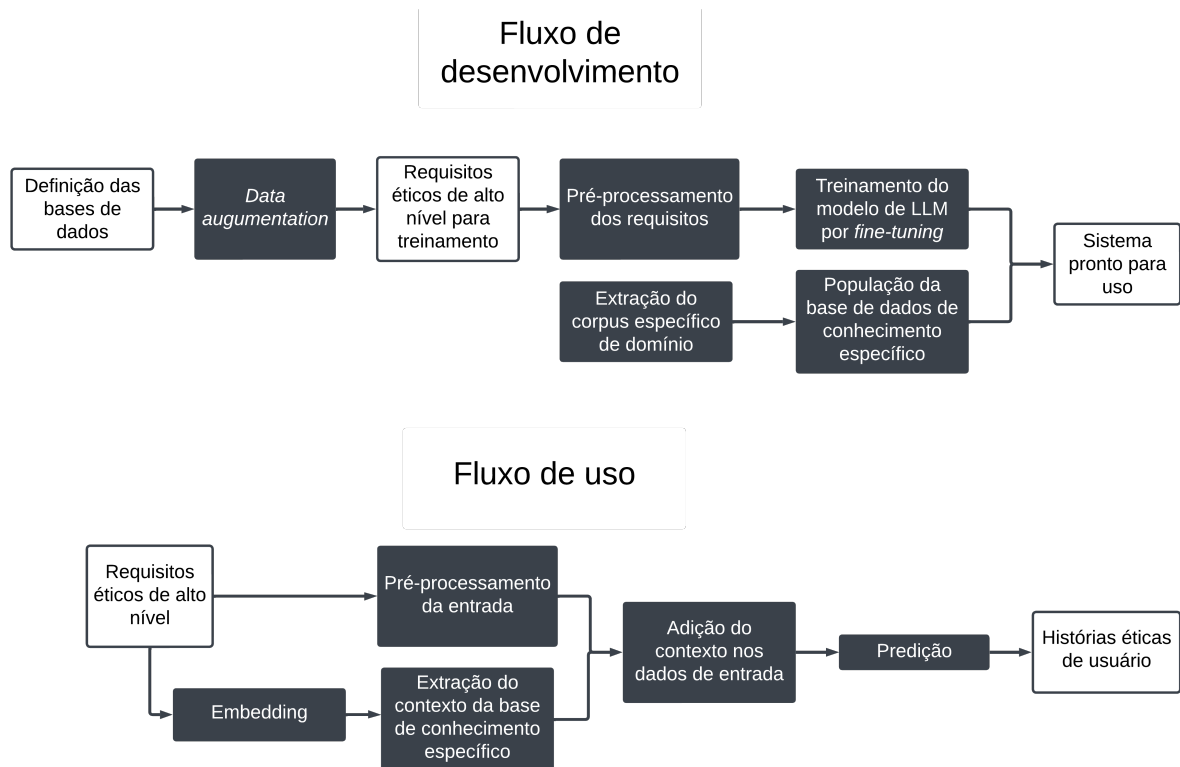 Fluxo de
desenvolvimento
Definição das
bases de
dados
Data
augumentation
Requisitos
éticos de alto
nível para
treinamento
Pré-processamento
dos requisitos
Treinamento do
modelo de LLM
por fine-tuning
Extração do
corpus específico
de domínio
População da
base de dados de
conhecimento
específico
Sistema
pronto para
uso
Fluxo de uso
Requisitos
éticos de alto
nível
Pré-processamento
da entrada
Embedding
Extração do
contexto da base
de conhecimento
específico
Adição do
contexto nos
dados de entrada
Predição
Histórias éticas
de usuário